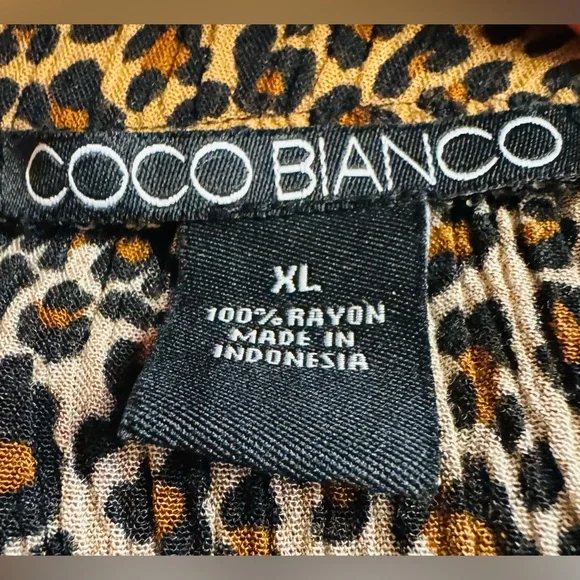 COCO BIANCO
XL
100% RAYON
MADE IN
INDONESIA